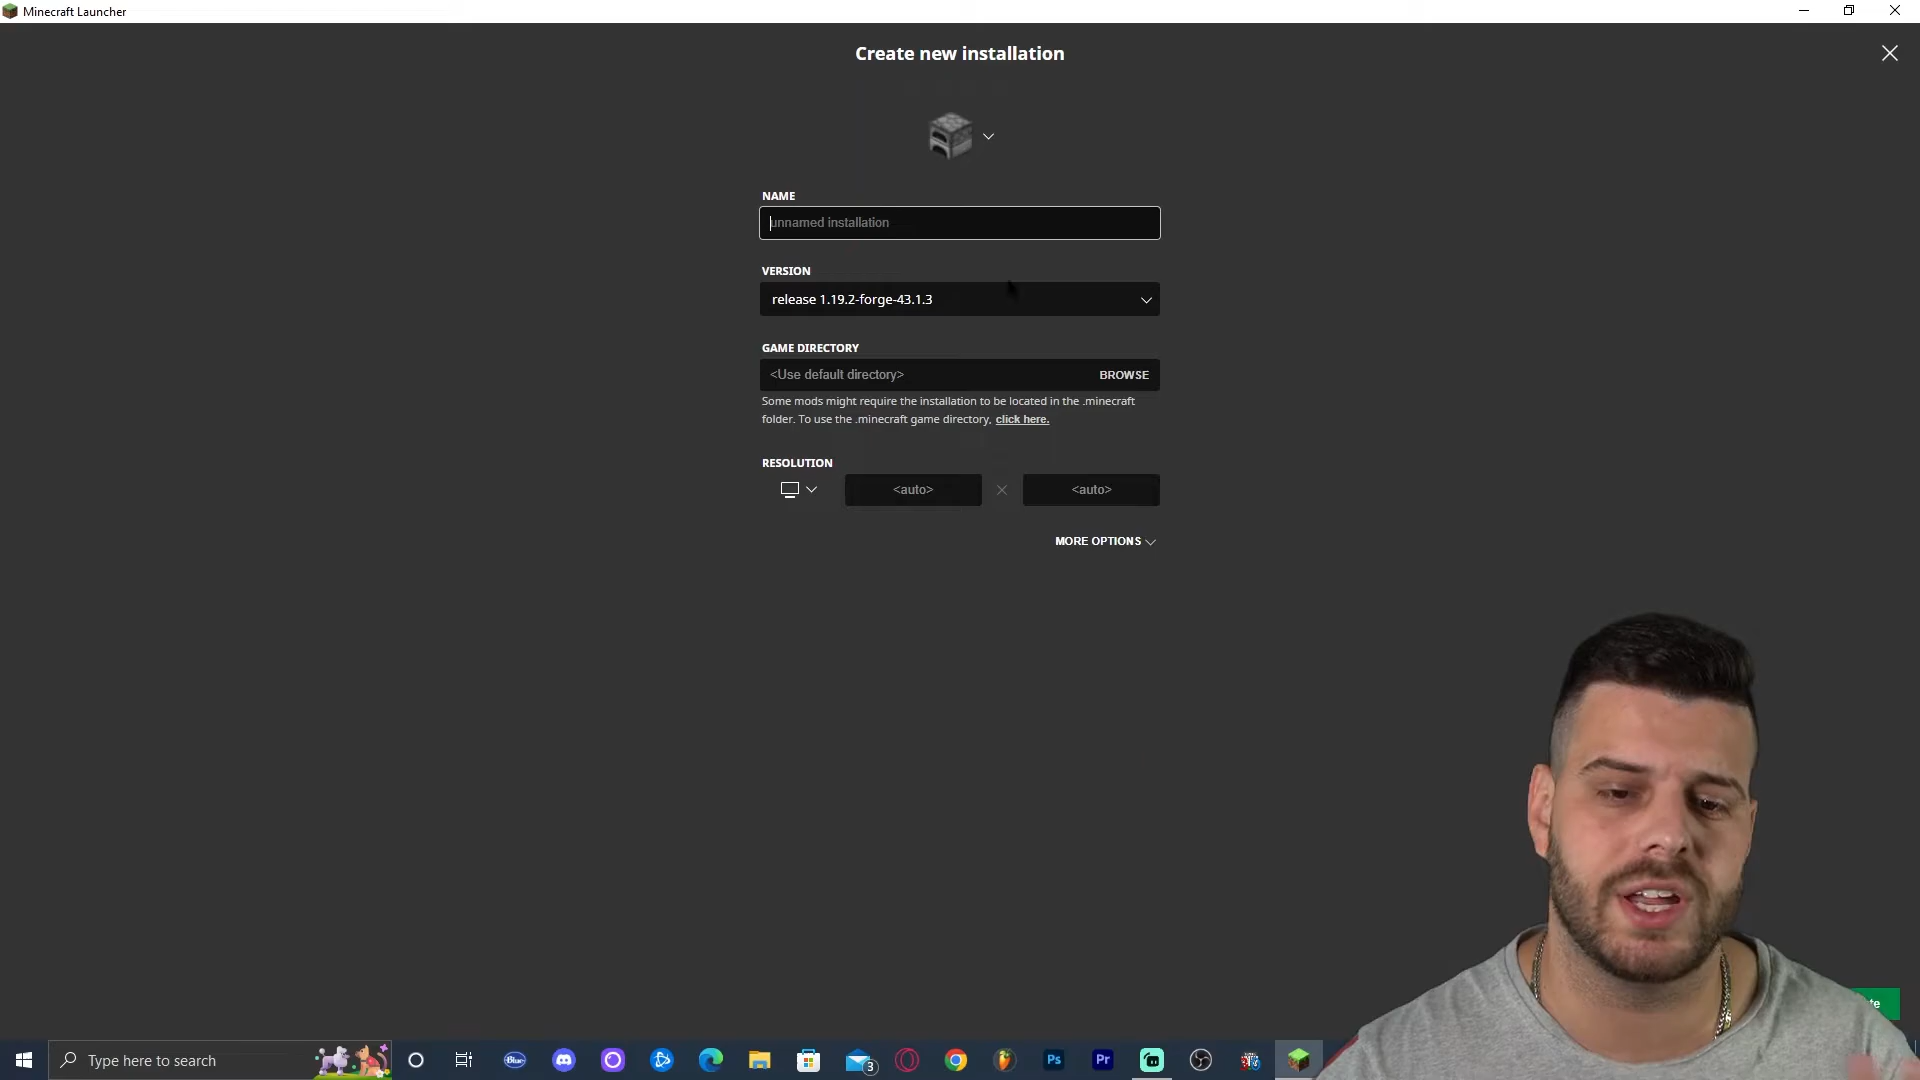 Minecraft Launcher
Create new installation
NAME
unnamed installation
VERSION
release 1.19.2-forge-43.1.3
GAME DIRECTORY
<Use default directory>
BROWSE
Some mods might require the installation to be located in the .minecraft
folder. To use the .minecraft game directory, click here.
RESOLUTION
<auto>
<auto>
MORE OPTIONS
Type here to search
Blue
3
Ps
Pr